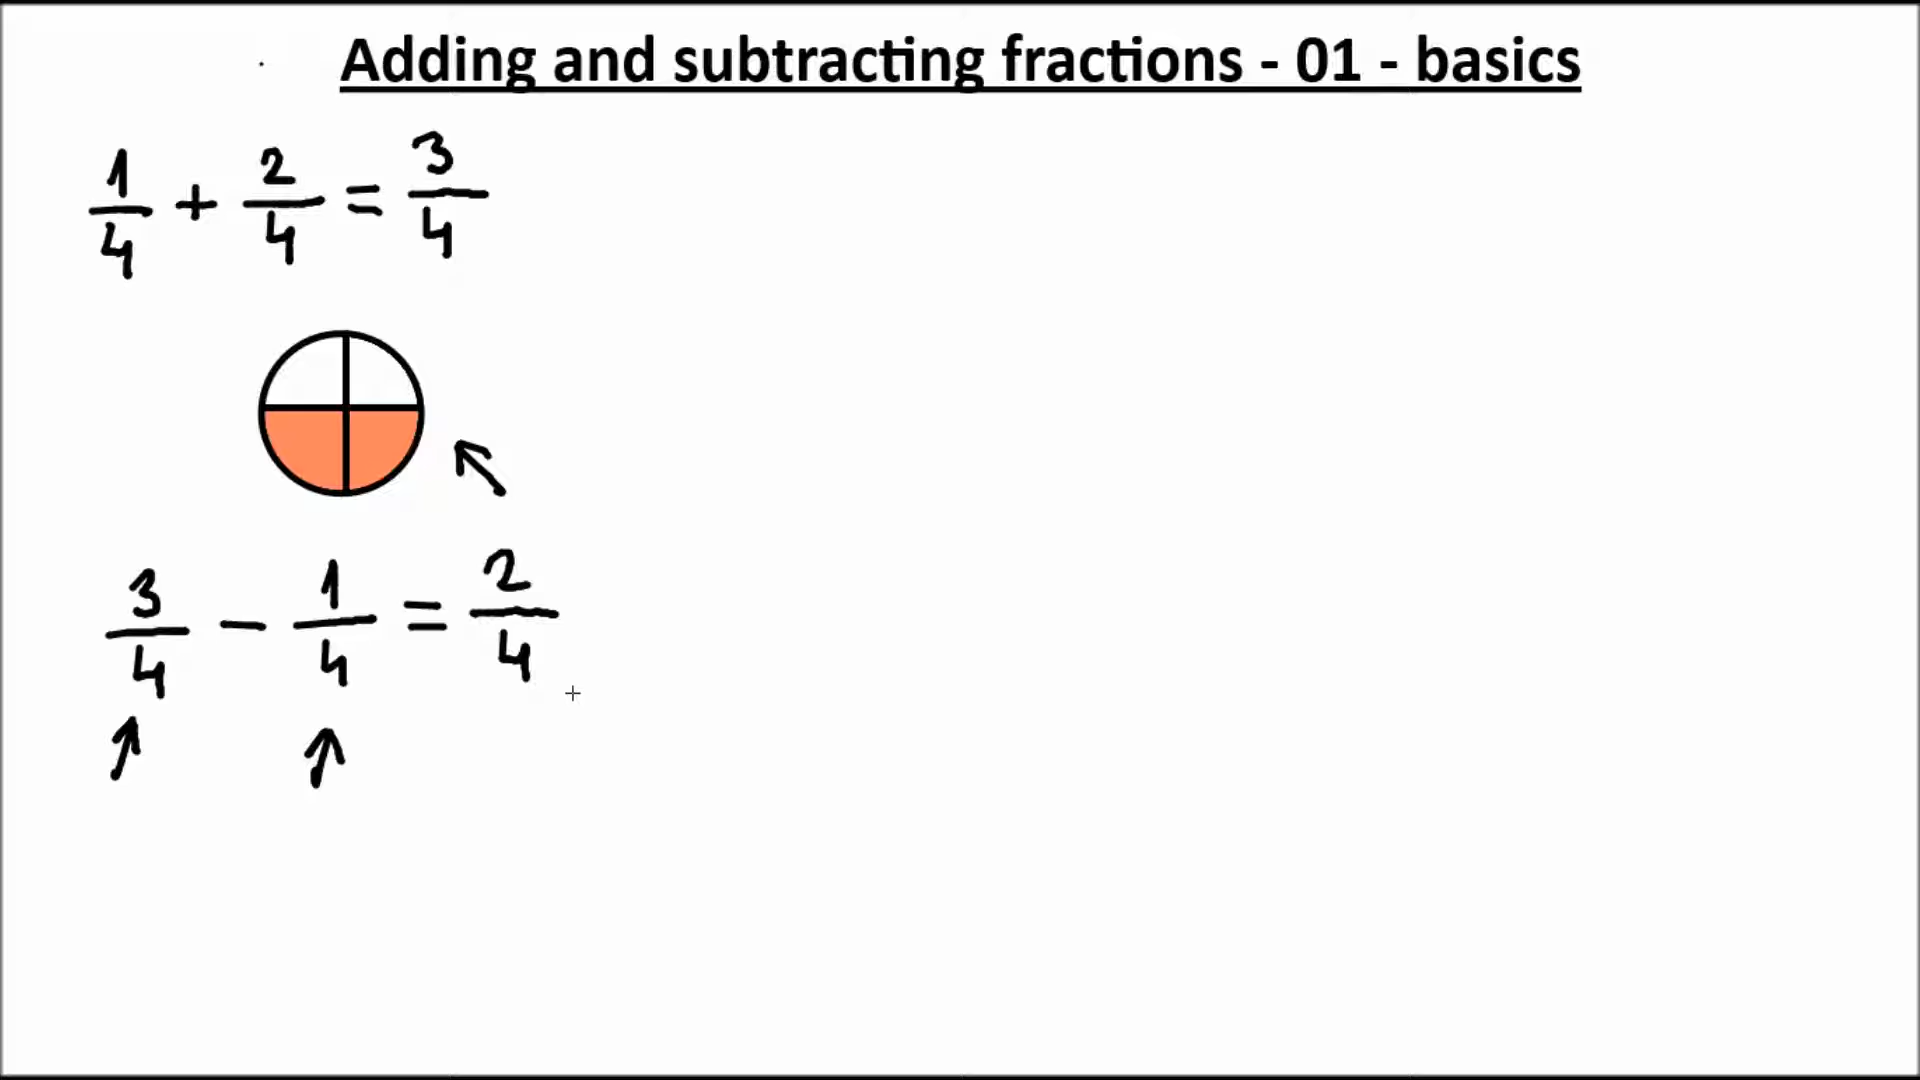 Adding and subtracting fractions - 01 - basics
1/4 + 2/4 = 3/4
3/4 - 1/4 = 2/4